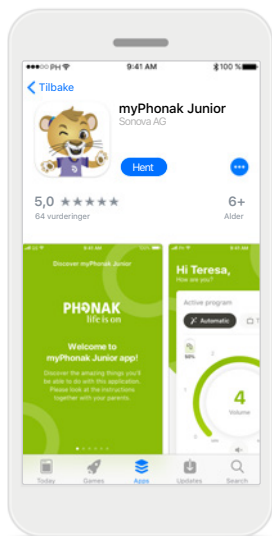 PH 9:41 AM 100 %
Tilbake
myPhonak Junior
Sonova AG
Hent
5,0 ★★★★★
64 vurderinger
6+
Alder
Discover myPhonak Junior
PHONAK
life is on
Welcome to
myPhonak Junior app!
Discover the amazing things you'll
be able to do with this application.
Please look at the instructions
together with your parents.
Hi Teresa,
How are you?
Active program
Automatic
50%
4
Volume
Today Games Apps Updates Search